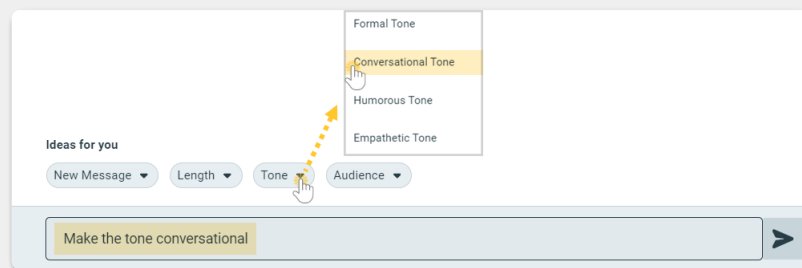 Formal Tone
Conversational Tone
Humorous Tone
Empathetic Tone
Ideas for you
New Message Length Tone Audience
Make the tone conversational